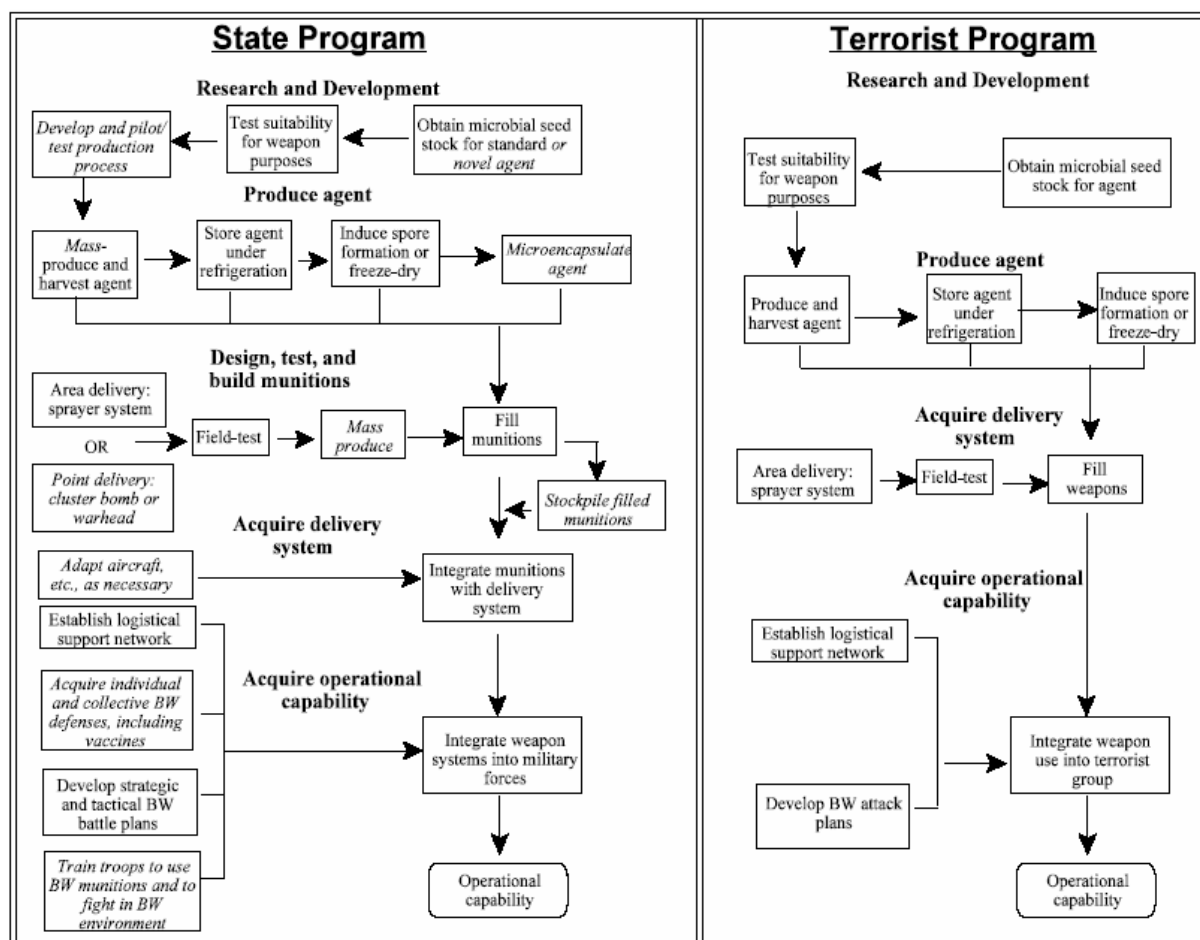 State Program
Research and Development
Develop and pilot/
test production
process
Test suitability
for weapon
purposes
Obtain microbial seed
stock for standard or
novel agent
Produce agent
Mass-
produce and
harvest agent
Store agent
under
refrigeration
Induce spore
formation or
freeze-dry
Microencapsulate
agent
Design, test, and
build munitions
Area delivery:
sprayer system
OR
Point delivery:
cluster bomb or
warhead
Field-test
Mass
produce
Fill
munitions
Stockpile filled
munitions
Acquire delivery
system
Adapt aircraft,
etc., as necessary
Integrate munitions
with delivery
system
Establish logistical
support network
Acquire individual
and collective BW
defenses, including
vaccines
Develop strategic
and tactical BW
battle plans
Train troops to use
BW munitions and to
fight in BW
environment
Acquire operational
capability
Integrate weapon
systems into military
forces
Operational
capability
Terrorist Program
Research and Development
Test suitability
for weapon
purposes
Obtain microbial seed
stock for agent
Produce agent
Produce and
harvest agent
Store agent
under
refrigeration
Induce spore
formation or
freeze-dry
Acquire delivery
system
Area delivery:
sprayer system
Field-test
Fill
weapons
Acquire operational
capability
Establish logistical
support network
Develop BW attack
plans
Integrate weapon
use into terrorist
group
Operational
capability